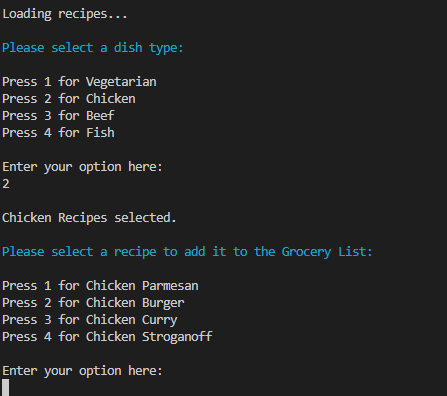 Loading recipes...
Please select a dish type:
Press 1 for Vegetarian
Press 2 for Chicken
Press 3 for Beef
Press 4 for Fish
Enter your option here:
2
Chicken Recipes selected.
Please select a recipe to add it to the Grocery List:
Press 1 for Chicken Parmesan
Press 2 for Chicken Burger
Press 3 for Chicken Curry
Press 4 for Chicken Stroganoff
Enter your option here: